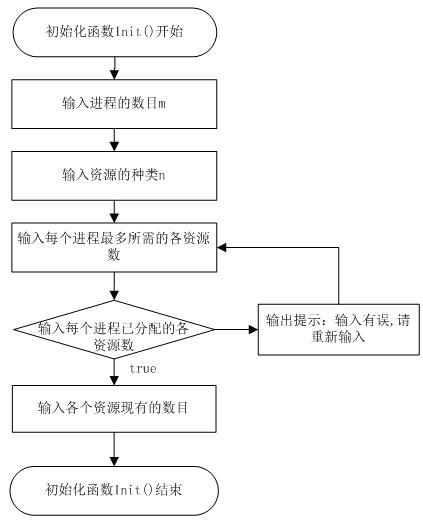 初始化函数Init()开始
输入进程的数目m
输入资源的种类n
输入每个进程最多所需的各资源
数
输入每个进程已分配的各
资源数
输出提示：输入有误,请
重新输入
true
输入各个资源现有的数目
初始化函数Init()结束